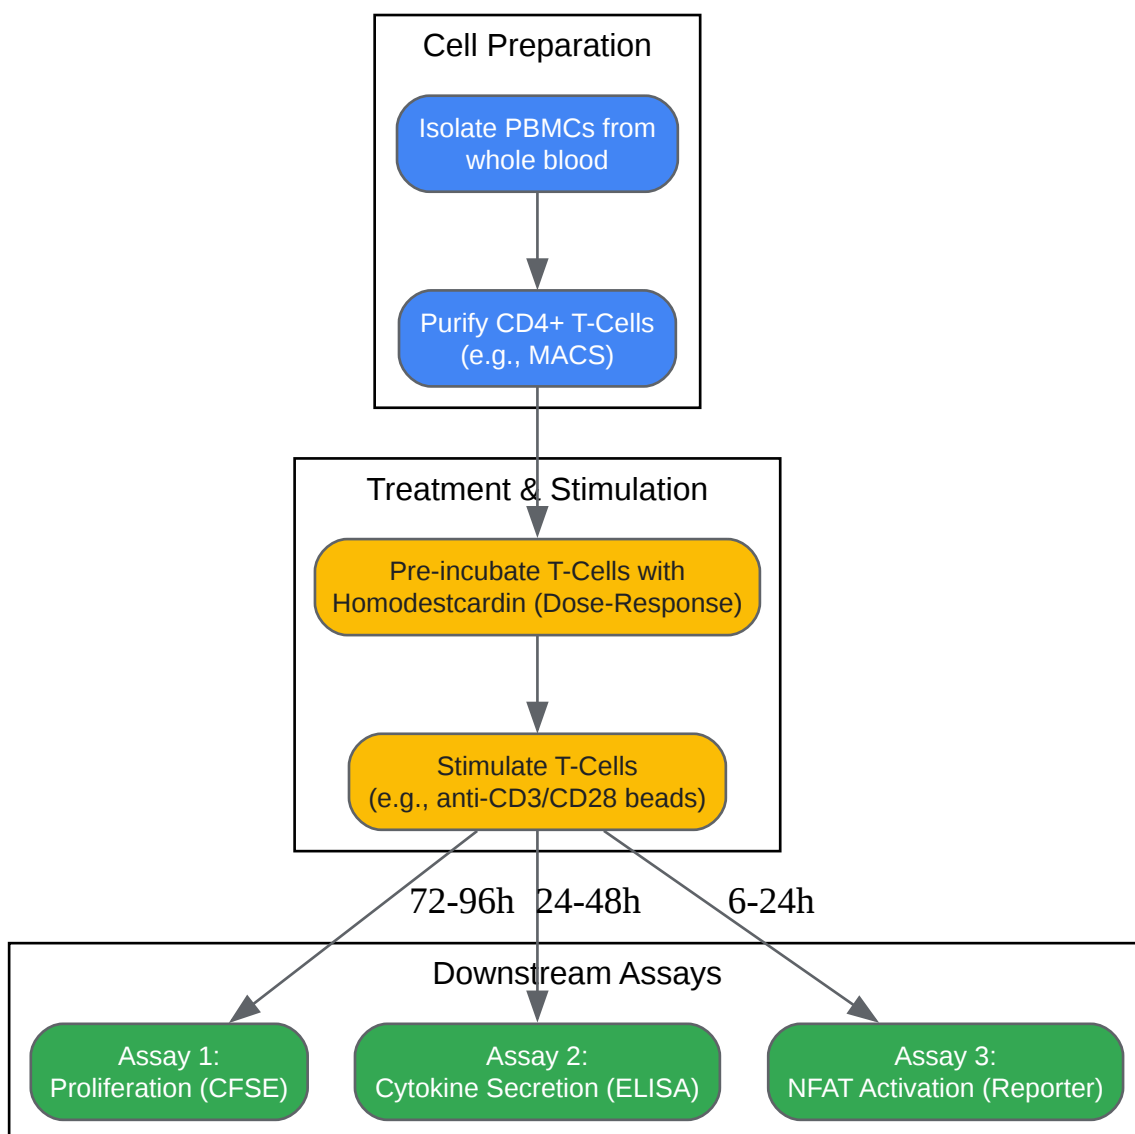 Cell Preparation
Isolate PBMCs from
whole blood
Purify CD4+ T-Cells
(e.g., MACS)
Treatment & Stimulation
Pre-incubate T-Cells with
Homodestcardin (Dose-Response)
Stimulate T-Cells
(e.g., anti-CD3/CD28 beads)
72-96h
24-48h
6-24h
Downstream Assays
Assay 1:
Proliferation (CFSE)
Assay 2:
Cytokine Secretion (ELISA)
Assay 3:
NFAT Activation (Reporter)